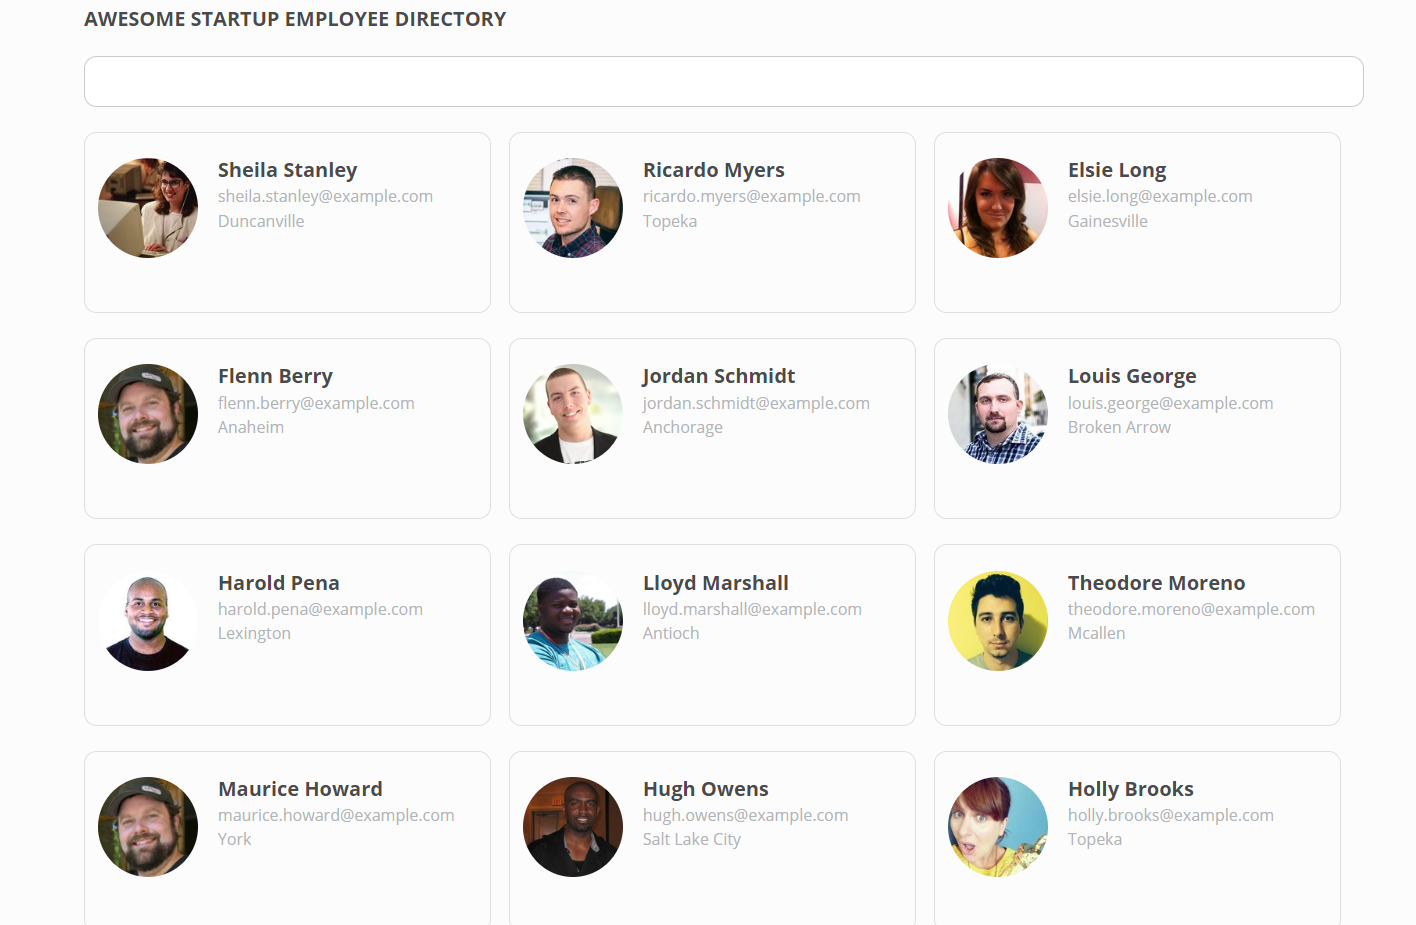 AWESOME STARTUP EMPLOYEE DIRECTORY
Sheila Stanley
sheila.stanley@example.com
Duncanville
Ricardo Myers
ricardo.myers@example.com
Topeka
Elsie Long
elsie.long@example.com
Gainesville
Flenn Berry
flenn.berry@example.com
Anaheim
Jordan Schmidt
jordan.schmidt@example.com
Anchorage
Louis George
louis.george@example.com
Broken Arrow
Harold Pena
harold.pena@example.com
Lexington
Lloyd Marshall
lloyd.marshall@example.com
Antioch
Theodore Moreno
theodore.moreno@example.com
Mcallen
Maurice Howard
maurice.howard@example.com
York
Hugh Owens
hugh.owens@example.com
Salt Lake City
Holly Brooks
holly.brooks@example.com
Topeka